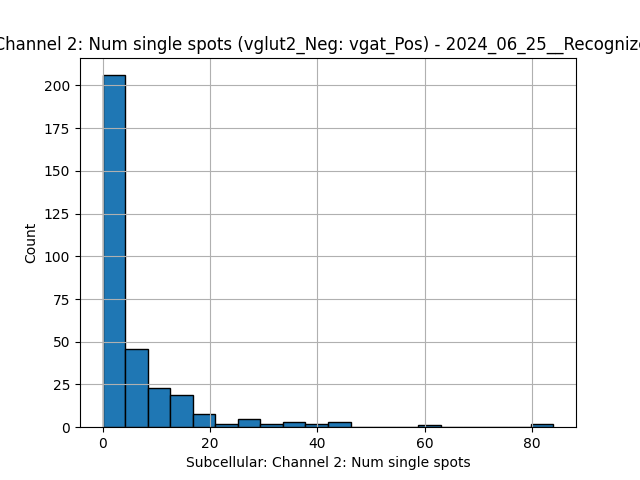 Channel 2: Num single spots (vglut2_Neg: vgat_Pos) - 2024_06_25__Recognize
200
175
150
125
100
75
50
25
0
Count
0 20 40 60 80
Subcellular: Channel 2: Num single spots